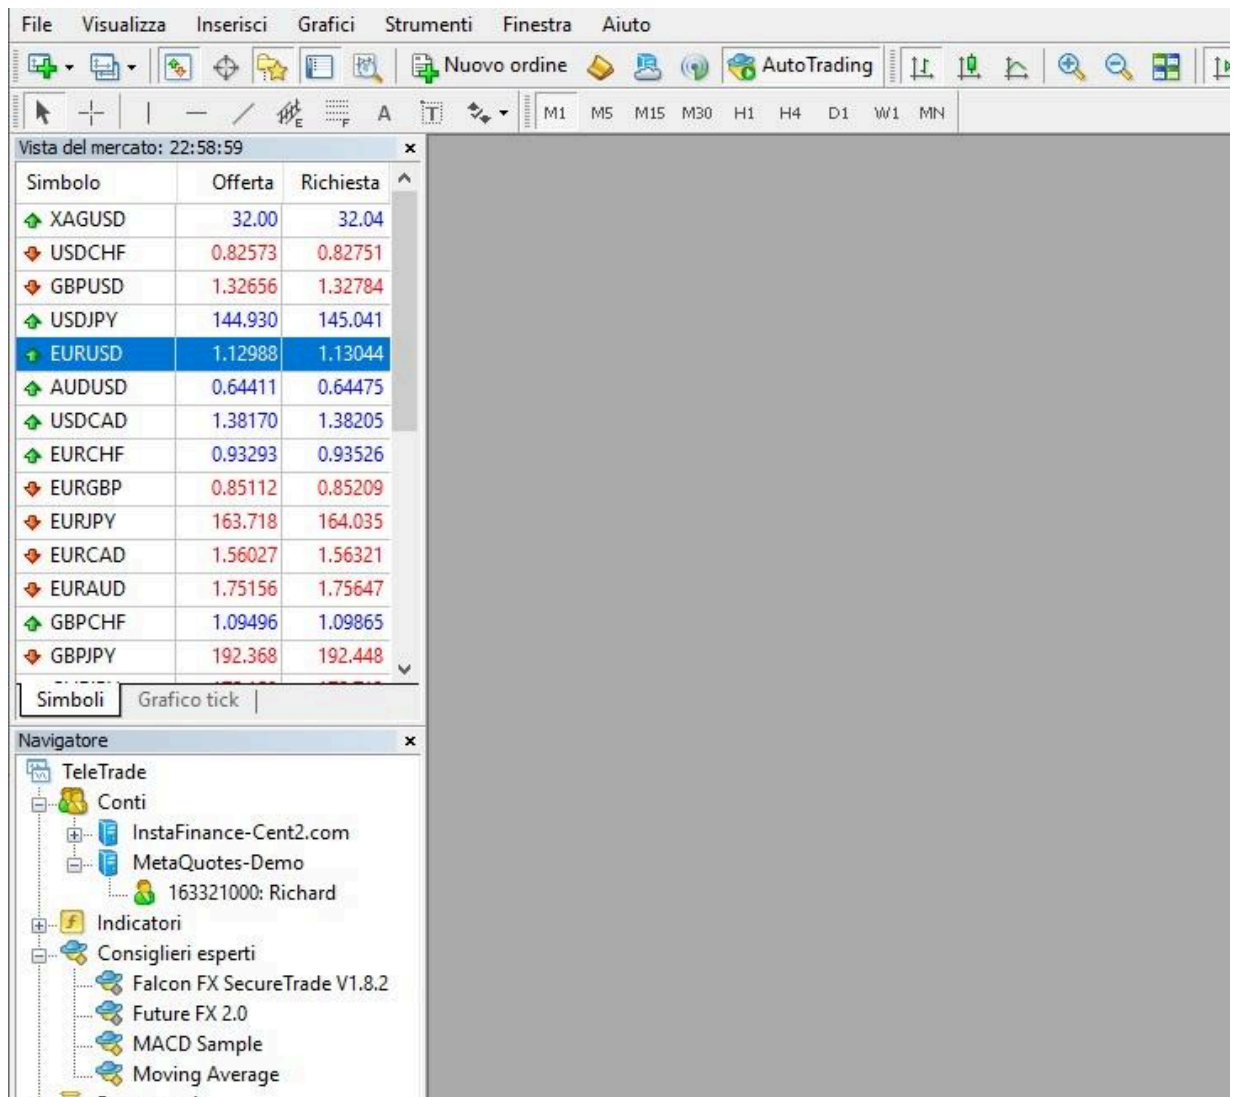 File Visualizza Inserisci Grafici Strumenti Finestra Aiuto
Nuovo ordine AutoTrading
A T M1 M5 M15 M30 H1 H4 D1 W1 MN
Vista del mercato: 22:58:59
Simbolo Offerta Richiesta
XAGUSD 32.00 32.04
USDCHF 0.82573 0.82751
GBPUSD 1.32656 1.32784
USDJPY 144.930 145.041
EURUSD 1.12988 1.13044
AUDUSD 0.64411 0.64475
USDCAD 1.38170 1.38205
EURCHF 0.93293 0.93526
EURGBP 0.85112 0.85209
EURJPY 163.718 164.035
EURCAD 1.56027 1.56321
EURAUD 1.75156 1.75647
GBPCHF 1.09496 1.09865
GBPJPY 192.368 192.448
Simboli Grafico tick
Navigatore
TeleTrade
Conti
InstaFinance-Cent2.com
MetaQuotes-Demo
163321000: Richard
Indicatori
Consiglieri esperti
Falcon FX SecureTrade V1.8.2
Future FX 2.0
MACD Sample
Moving Average